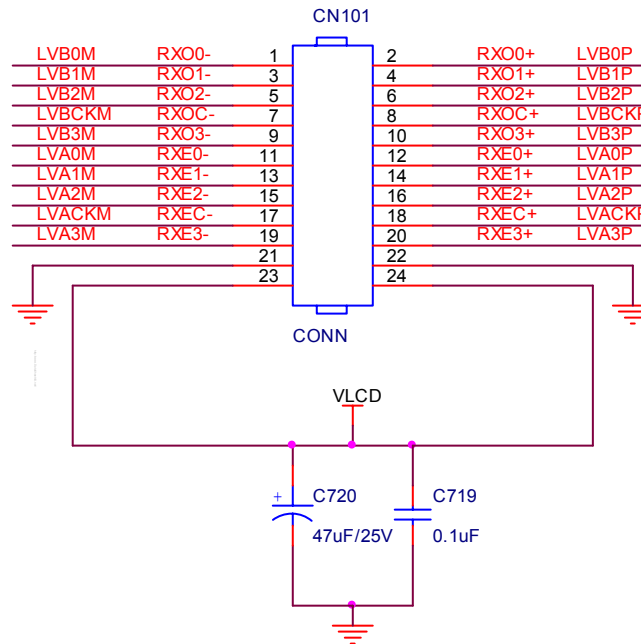 CN101
LVB0M RXO0- 1 2 RXO0+ LVB0P
LVB1M RXO1- 3 4 RXO1+ LVB1P
LVB2M RXO2- 5 6 RXO2+ LVB2P
LVBCKM RXOC- 7 8 RXOC+ LVBCKP
LVB3M RXO3- 9 10 RXO3+ LVB3P
LVA0M RXE0- 11 12 RXE0+ LVA0P
LVA1M RXE1- 13 14 RXE1+ LVA1P
LVA2M RXE2- 15 16 RXE2+ LVA2P
LVACKM RXEC- 17 18 RXEC+ LVACKP
LVA3M RXE3- 19 20 RXE3+ LVA3P
21 22
23 24
CONN
VLCD
+ C720 C719
47uF/25V 0.1uF